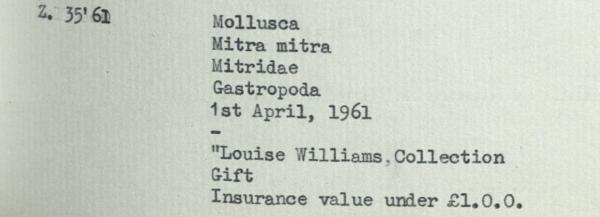 Z. 35'61
Mollusca
Mitra mitra
Mitridae
Gastropoda
1st April, 1961
-
"Louise Williams, Collection
Gift
Insurance value under £1.0.0.